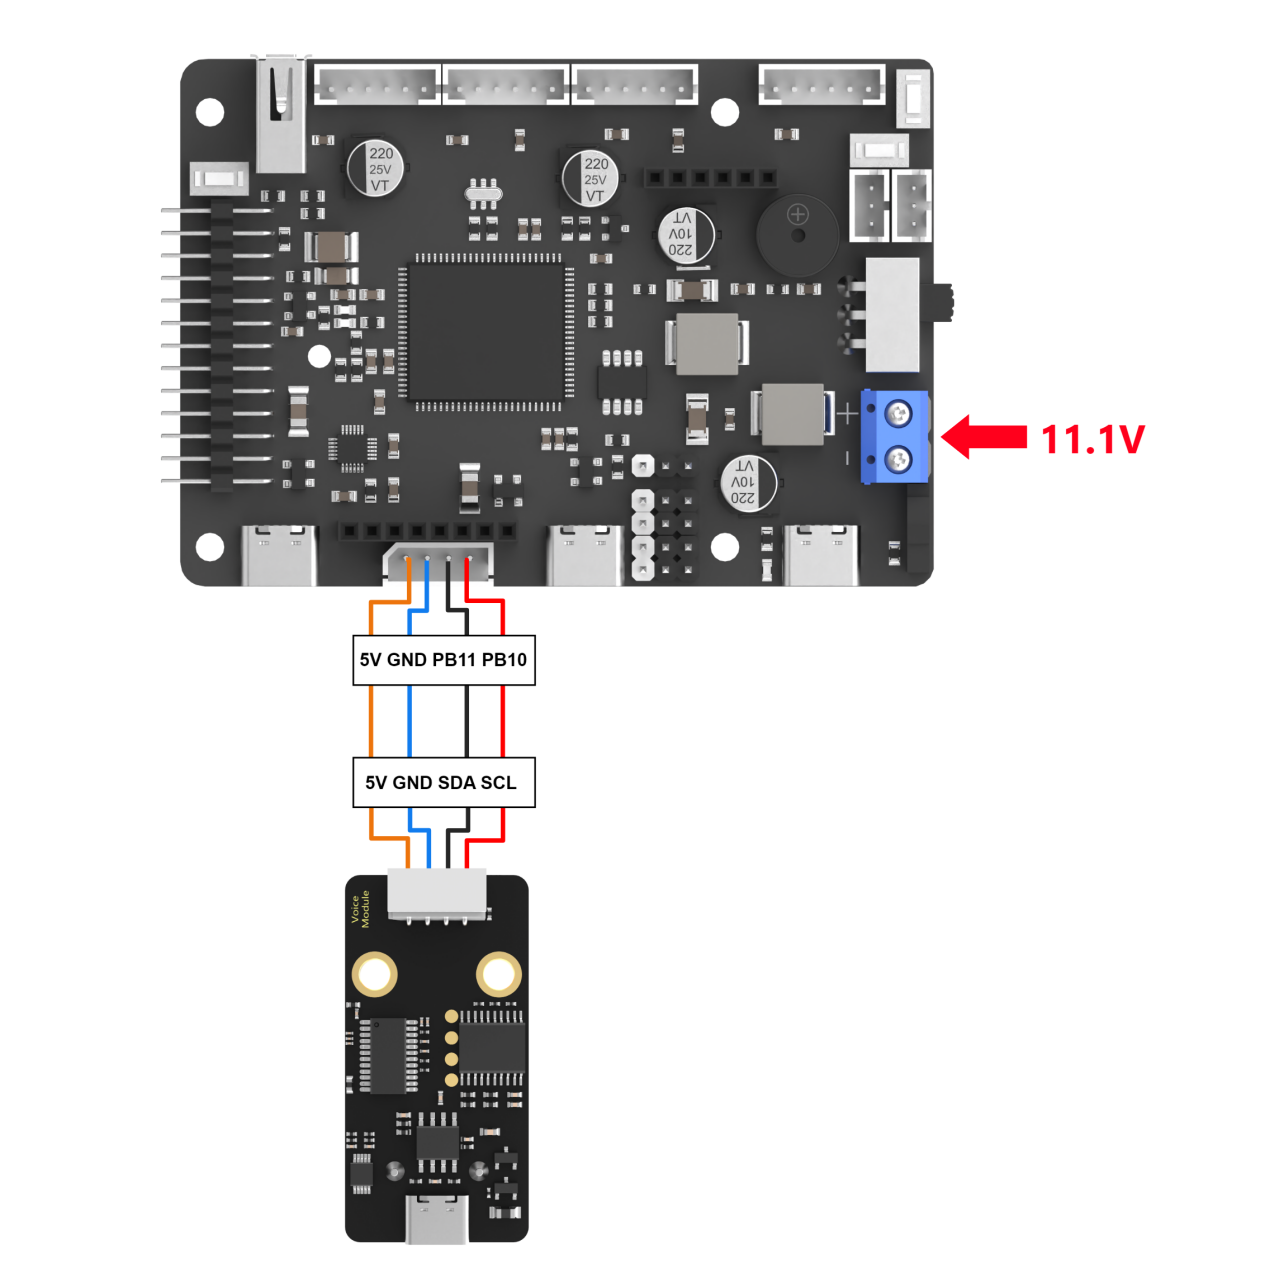 220
25V
VT
220
25V
VT
220
10V
VT
+
11.1V
-
220
10V
VT
5V GND PB11 PB10
5V GND SDA SCL
Voice
Module